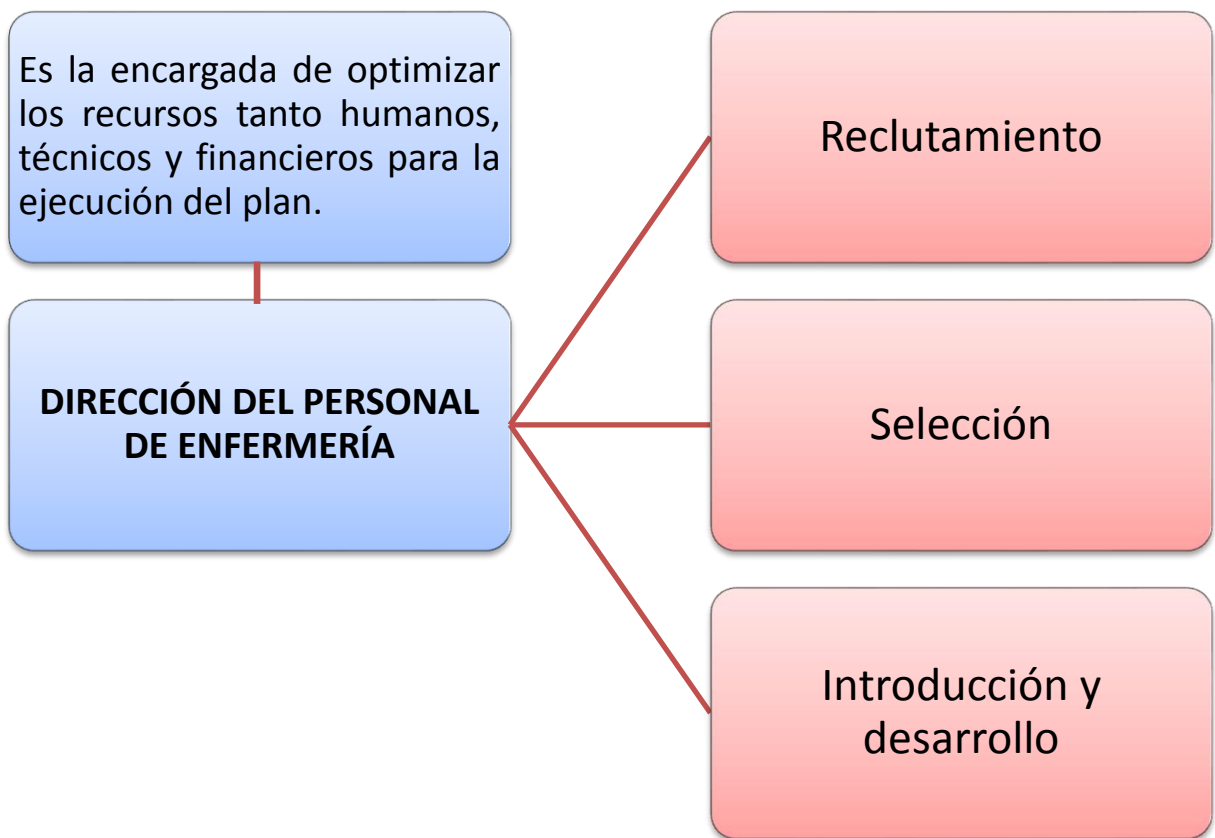 Es la encargada de optimizar
los recursos tanto humanos,
técnicos y financieros para la
ejecución del plan.
DIRECCIÓN DEL PERSONAL
DE ENFERMERÍA
Reclutamiento
Selección
Introducción y
desarrollo